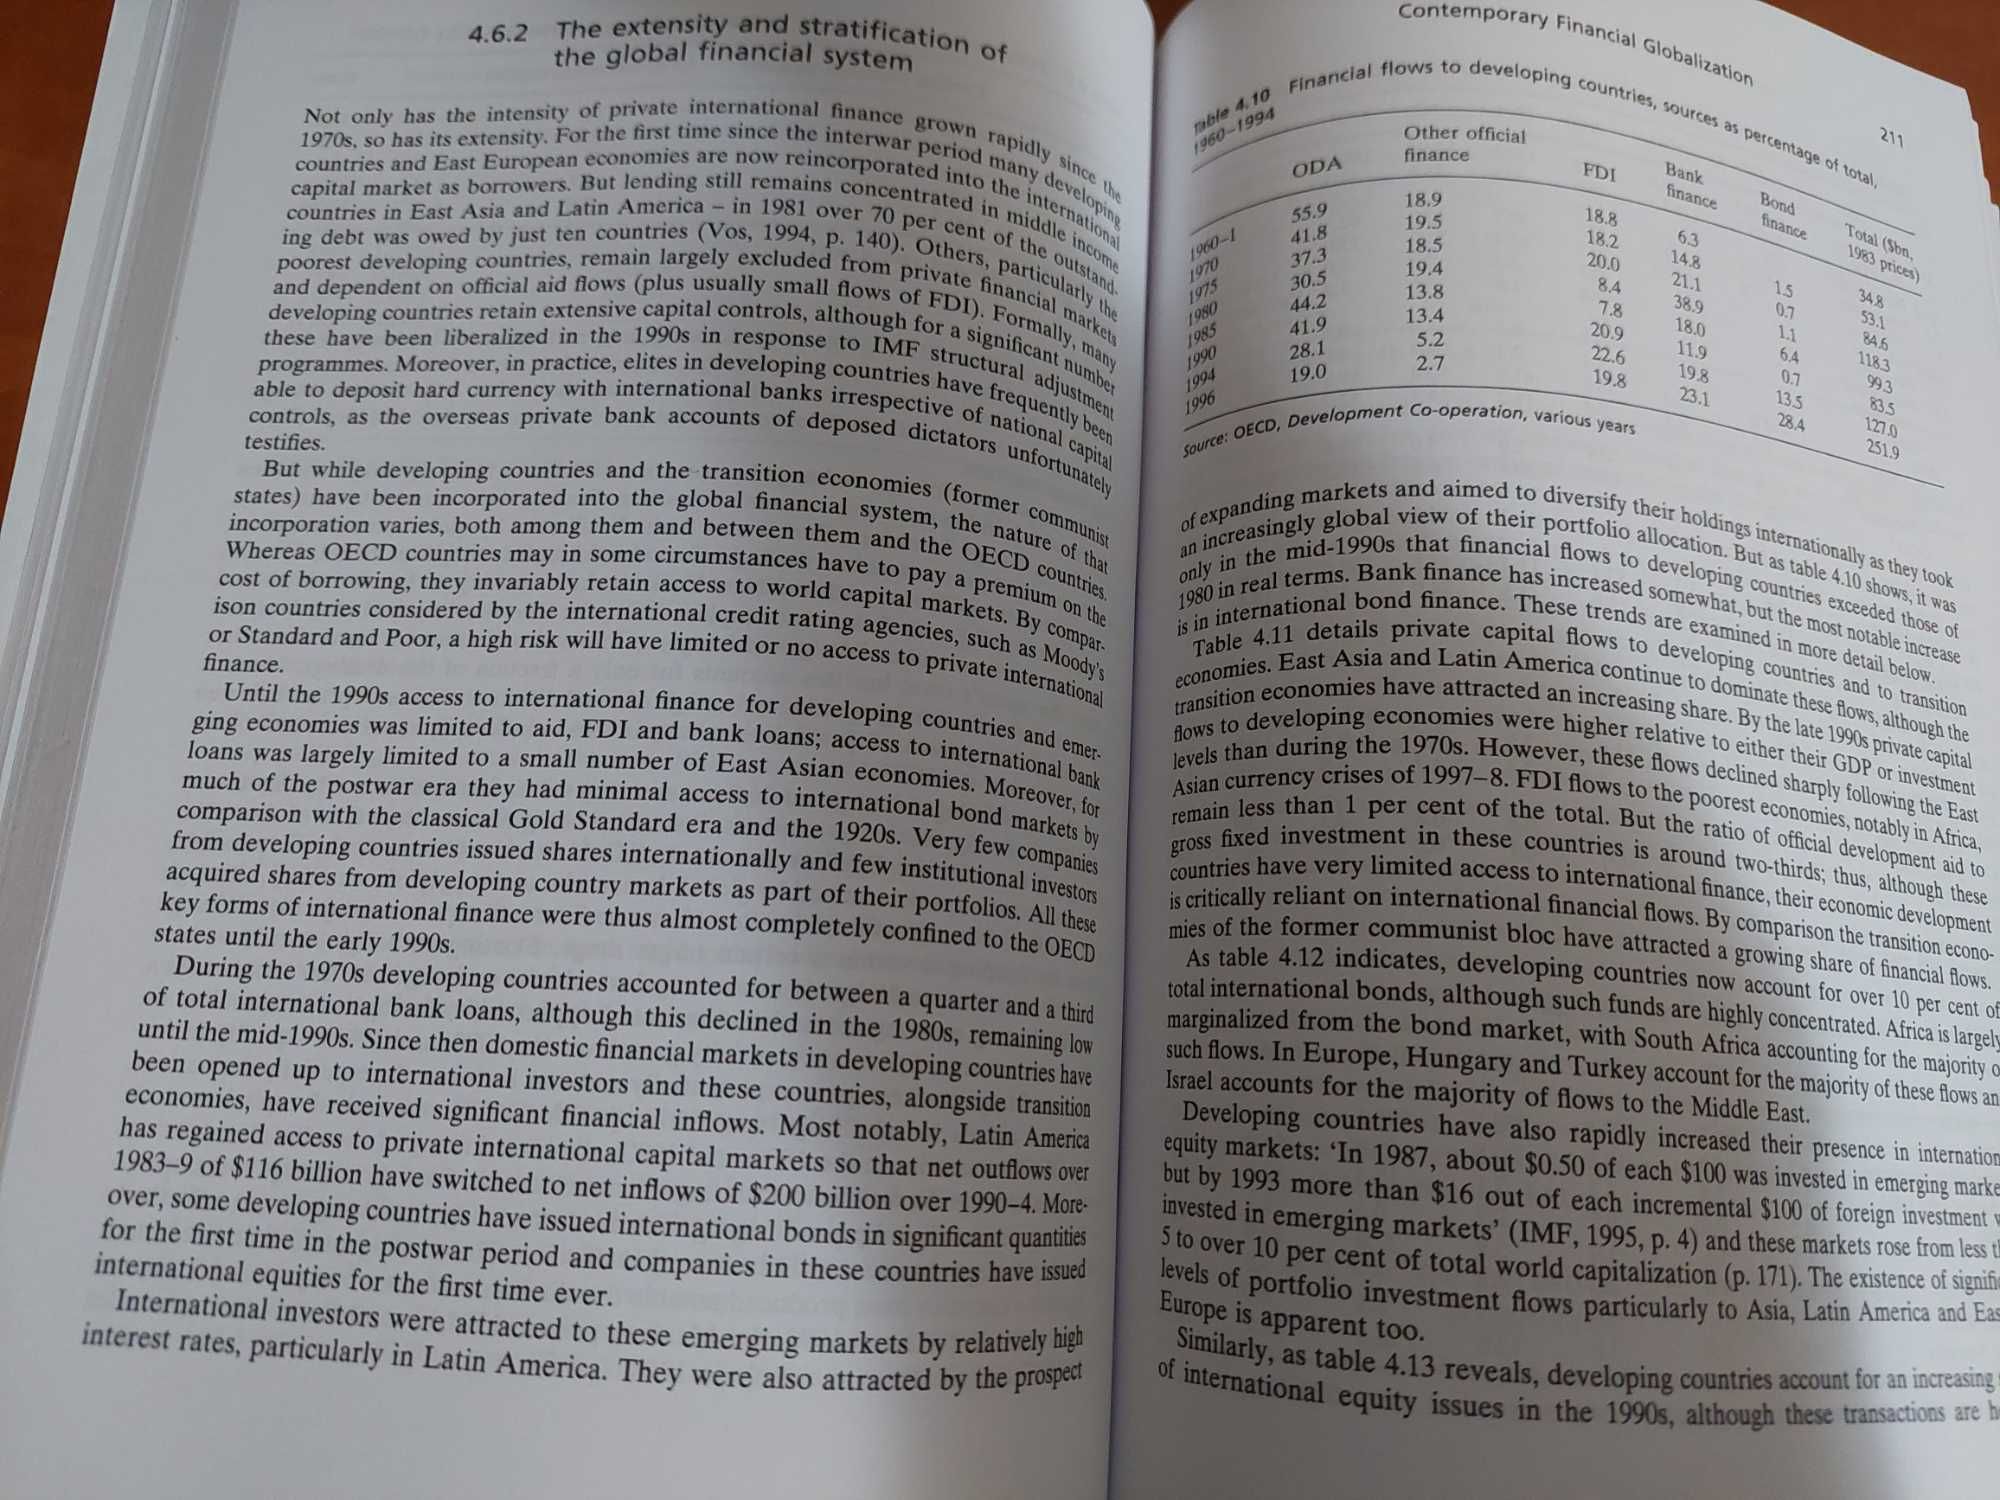 4.6.2 The extensity and stratification of
the global financial system
Not only has the intensity of private international finance grown rapidly since the
1970s, so has its extensity. For the first time since the interwar period many developing
countries and East European economies are now reincorporated into the international
capital market as borrowers. But lending still remains concentrated in middle income
countries in East Asia and Latin America – in 1981 over 70 per cent of the outstand-
ing debt was owed by just ten countries (Vos, 1994, p. 140). Others, particularly the
poorest developing countries, remain largely excluded from private financial markets
and dependent on official aid flows (plus usually small flows of FDI). Formally, many
developing countries retain extensive capital controls, although for a significant number
these have been liberalized in the 1990s in response to IMF structural adjustment
programmes. Moreover, in practice, elites in developing countries have frequently been
able to deposit hard currency with international banks irrespective of national capital
controls, as the overseas private bank accounts of deposed dictators unfortunately
testifies.
But while developing countries and the transition economies (former communist
states) have been incorporated into the global financial system, the nature of that
incorporation varies, both among them and between them and the OECD countries.
Whereas OECD countries may in some circumstances have to pay a premium on the
cost of borrowing, they invariably retain access to world capital markets. By compar-
ison countries considered by the international credit rating agencies, such as Moody's
or Standard and Poor, a high risk will have limited or no access to private international
finance.
Until the 1990s access to international finance for developing countries and emer-
ging economies was limited to aid, FDI and bank loans; access to international bank
loans was largely limited to a small number of East Asian economies. Moreover, for
much of the postwar era they had minimal access to international bond markets by
comparison with the classical Gold Standard era and the 1920s. Very few companies
from developing countries issued shares internationally and few institutional investors
acquired shares from developing country markets as part of their portfolios. All these
key forms of international finance were thus almost completely confined to the OECD
states until the early 1990s.
During the 1970s developing countries accounted for between a quarter and a third
of total international bank loans, although this declined in the 1980s, remaining low
until the mid-1990s. Since then domestic financial markets in developing countries have
been opened up to international investors and these countries, alongside transition
economies, have received significant financial inflows. Most notably, Latin America
has regained access to private international capital markets so that net outflows over
1983–9 of $116 billion have switched to net inflows of $200 billion over 1990–4. More-
over, some developing countries have issued international bonds in significant quantities
for the first time in the postwar period and companies in these countries have issued
international equities for the first time ever.
International investors were attracted to these emerging markets by relatively high
interest rates, particularly in Latin America. They were also attracted by the prospect
Contemporary Financial Globalization 211
Table 4.10 Financial flows to developing countries, sources as percentage of total,
1960–1994
ODA Other official finance FDI Bank finance Bond finance Total ($bn, 1983 prices)
1960–1 55.9 18.9 18.8 6.3 1.5 34.8
1970 41.8 19.5 18.2 14.8 0.7 53.1
1975 37.3 18.5 20.0 21.1 1.1 84.6
1980 30.5 19.4 8.4 38.9 6.4 118.3
1985 44.2 13.8 7.8 18.0 0.7 99.3
1990 41.9 13.4 20.9 11.9 13.5 83.5
1994 28.1 5.2 22.6 19.8 28.4 127.0
1996 19.0 2.7 19.8 23.1 251.9
Source: OECD, Development Co-operation, various years
of expanding markets and aimed to diversify their holdings internationally as they took
an increasingly global view of their portfolio allocation. But as table 4.10 shows, it was
only in the mid-1990s that financial flows to developing countries exceeded those of
1980 in real terms. Bank finance has increased somewhat, but the most notable increase
is in international bond finance. These trends are examined in more detail below.
Table 4.11 details private capital flows to developing countries and to transition
economies. East Asia and Latin America continue to dominate these flows, although the
transition economies have attracted an increasing share. By the late 1990s private capital
flows to developing economies were higher relative to either their GDP or investment
levels than during the 1970s. However, these flows declined sharply following the East
Asian currency crises of 1997–8. FDI flows to the poorest economies, notably in Africa,
remain less than 1 per cent of the total. But the ratio of official development aid to
gross fixed investment in these countries is around two-thirds; thus, although these
countries have very limited access to international finance, their economic development
is critically reliant on international financial flows. By comparison the transition econo-
mies of the former communist bloc have attracted a growing share of financial flows.
As table 4.12 indicates, developing countries now account for over 10 per cent of
total international bonds, although such funds are highly concentrated. Africa is largely
marginalized from the bond market, with South Africa accounting for the majority o
such flows. In Europe, Hungary and Turkey account for the majority of these flows an
Israel accounts for the majority of flows to the Middle East.
Developing countries have also rapidly increased their presence in internation
equity markets: 'In 1987, about $0.50 of each $100 was invested in emerging marke
but by 1993 more than $16 out of each incremental $100 of foreign investment
invested in emerging markets' (IMF, 1995, p. 4) and these markets rose from less t
5 to over 10 per cent of total world capitalization (p. 171). The existence of signifi
levels of portfolio investment flows particularly to Asia, Latin America and Eas
Europe is apparent too.
Similarly, as table 4.13 reveals, developing countries account for an increasing
of international equity issues in the 1990s, although these transactions are h